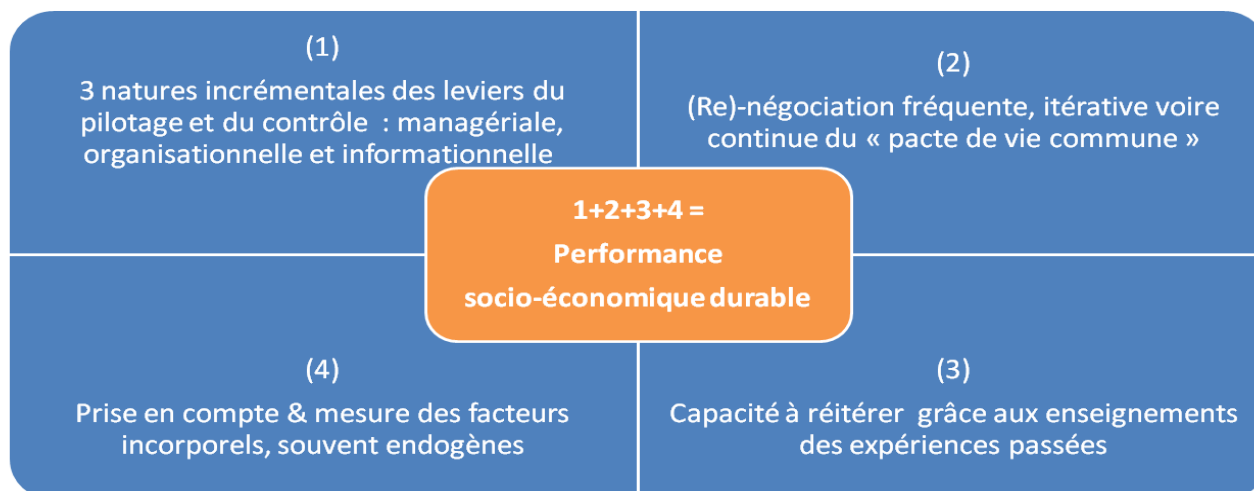 (1)
3 natures incrémentales des leviers du
pilotage et du contrôle  : managériale,
organisationnelle et informationnelle
(2)
(Re)-négociation fréquente, itérative voire
continue du « pacte de vie commune »
1+2+3+4 =
Performance
socio-économique durable
(4)
Prise en compte & mesure des facteurs
incorporels, souvent endogènes
(3)
Capacité à réitérer  grâce aux enseignements
des expériences passées